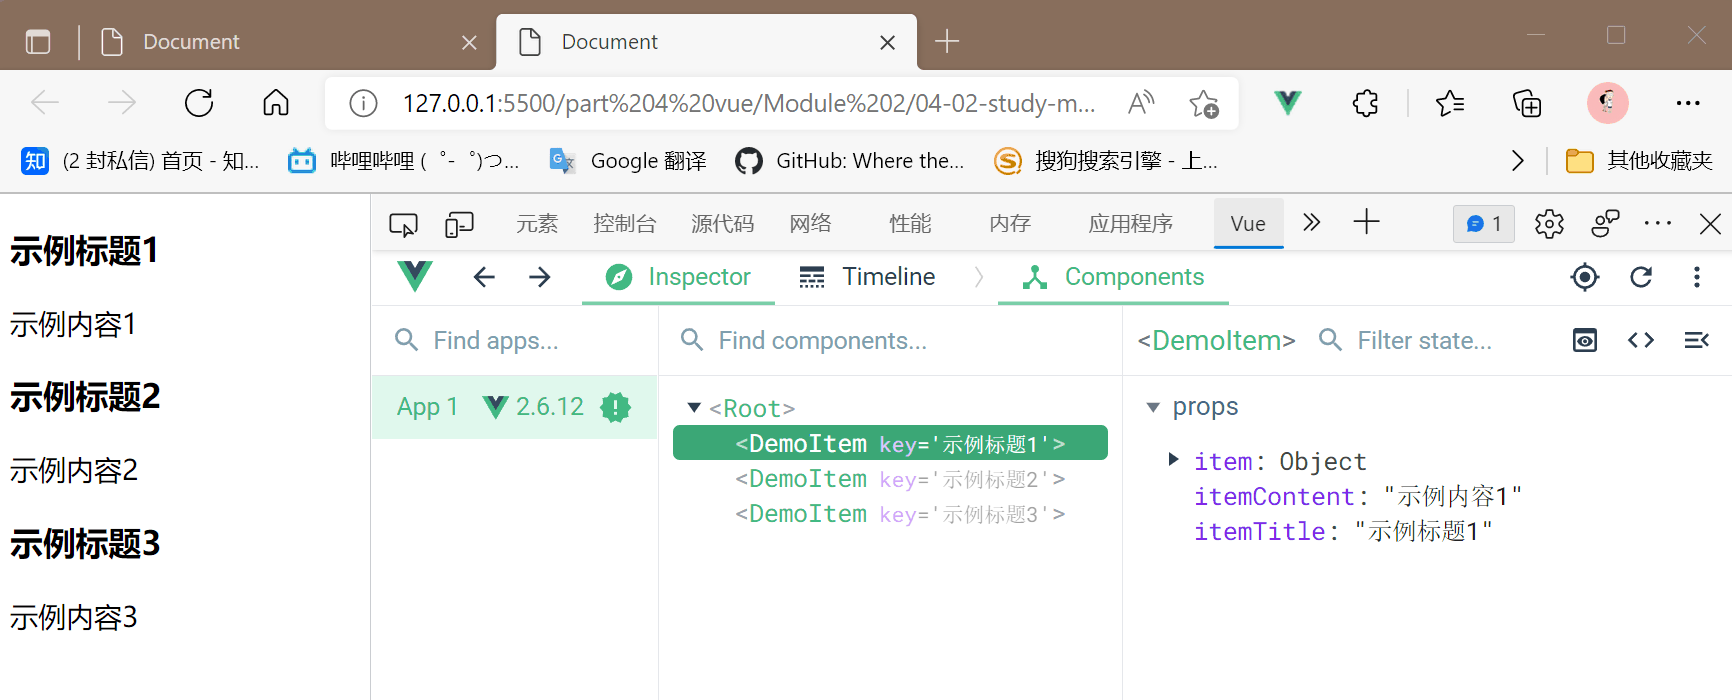 Document
Document
127.0.0.1:5500/part%204%20vue/Module%202/04-02-study-m...
知 (2 封私信) 首页 - 知...
哔哩哔哩 ( ゜- ゜)つ...
Google 翻译
GitHub: Where the...
搜狗搜索引擎 - 上...
其他收藏夹
示例标题1
示例内容1
示例标题2
示例内容2
示例标题3
示例内容3
元素 控制台 源代码 网络 性能 内存 应用程序 Vue 1
Inspector Timeline Components
Find apps...
App 1 2.6.12
Find components...
<Root>
<DemoItem key='示例标题1'>
<DemoItem key='示例标题2'>
<DemoItem key='示例标题3'>
<DemoItem> Filter state...
props
item: Object
itemContent: "示例内容1"
itemTitle: "示例标题1"